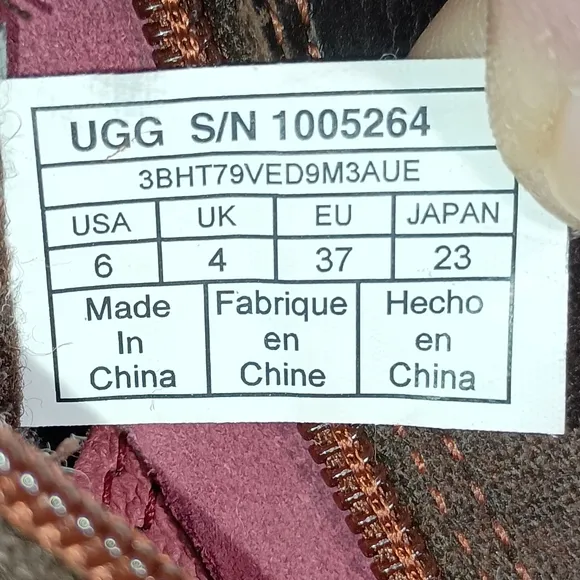 UGG S/N 1005264
3BHT79VED9M3AUE
USA UK EU JAPAN
6 4 37 23
Made Fabrique Hecho
In en en
China Chine China